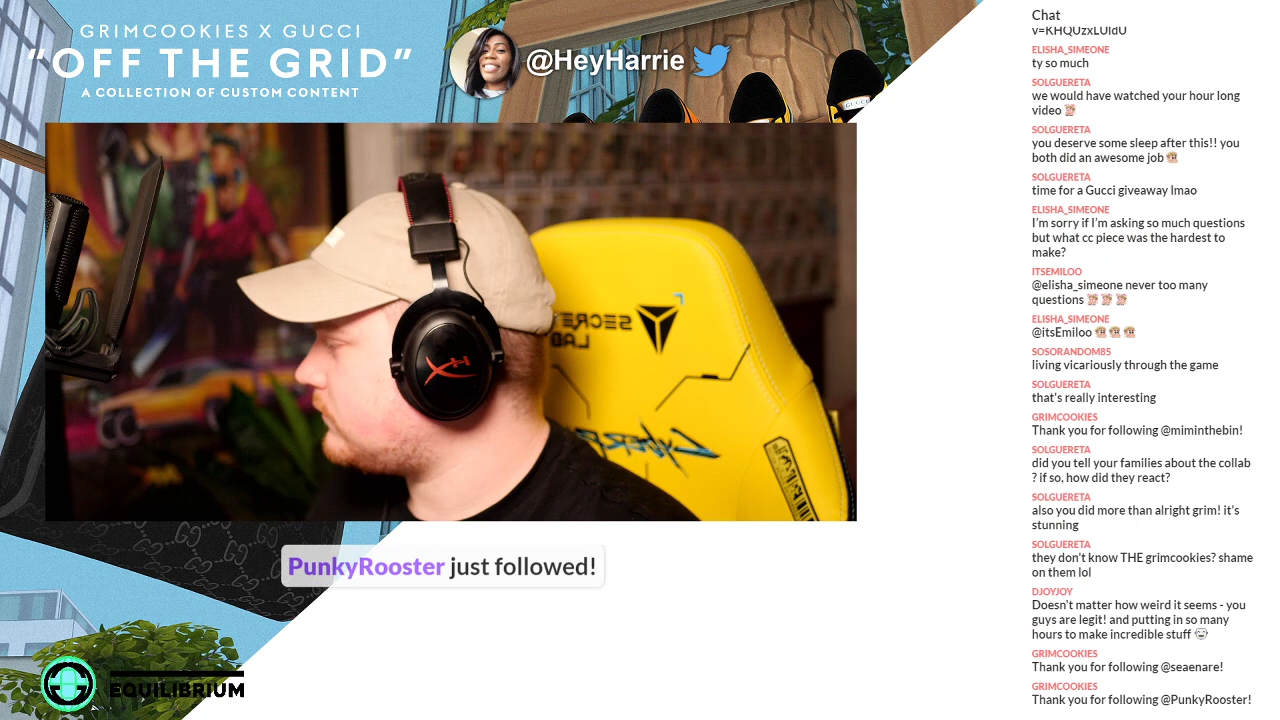 GRIMCOOKIES X GUCCI
“OFF THE GRID”
A COLLECTION OF CUSTOM CONTENT
@HeyHarrie
GUCCI
SECRET
LAB
PunkyRooster just followed!
EQUILIBRIUM
Chat
v=KHQUzxLUIdU
ELISHA_SIMEONE
ty so much
SOLGUERETA
we would have watched your hour long
video
SOLGUERETA
you deserve some sleep after this!! you
both did an awesome job
SOLGUERETA
time for a Gucci giveaway lmao
ELISHA_SIMEONE
I'm sorry if I'm asking so much questions
but what cc piece was the hardest to
make?
ITSEMILOO
@elisha_simeone never too many
questions
ELISHA_SIMEONE
@itsEmiloo
SOSORANDOM85
living vicariously through the game
SOLGUERETA
that's really interesting
GRIMCOOKIES
Thank you for following @miminthebin!
SOLGUERETA
did you tell your families about the collab
? if so, how did they react?
SOLGUERETA
also you did more than alright grim! it's
stunning
SOLGUERETA
they don't know THE grimcookies? shame
on them lol
DJOYJOY
Doesn't matter how weird it seems - you
guys are legit! and putting in so many
hours to make incredible stuff
GRIMCOOKIES
Thank you for following @seaenare!
GRIMCOOKIES
Thank you for following @PunkyRooster!